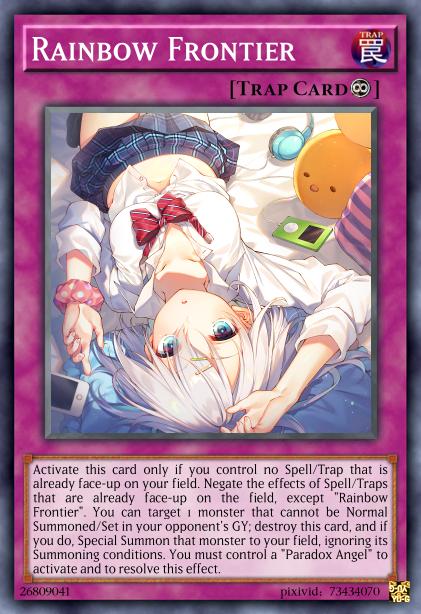 RAINBOW FRONTIER
TRAP
罠
[TRAP CARD ]
Activate this card only if you control no Spell/Trap that is
already face-up on your field. Negate the effects of Spell/Traps
that are already face-up on the field, except "Rainbow
Frontier". You can target 1 monster that cannot be Normal
Summoned/Set in your opponent's GY; destroy this card, and if
you do, Special Summon that monster to your field, ignoring its
Summoning conditions. You must control a "Paradox Angel" to
activate and to resolve this effect.
26809041 pixivid: 73434070